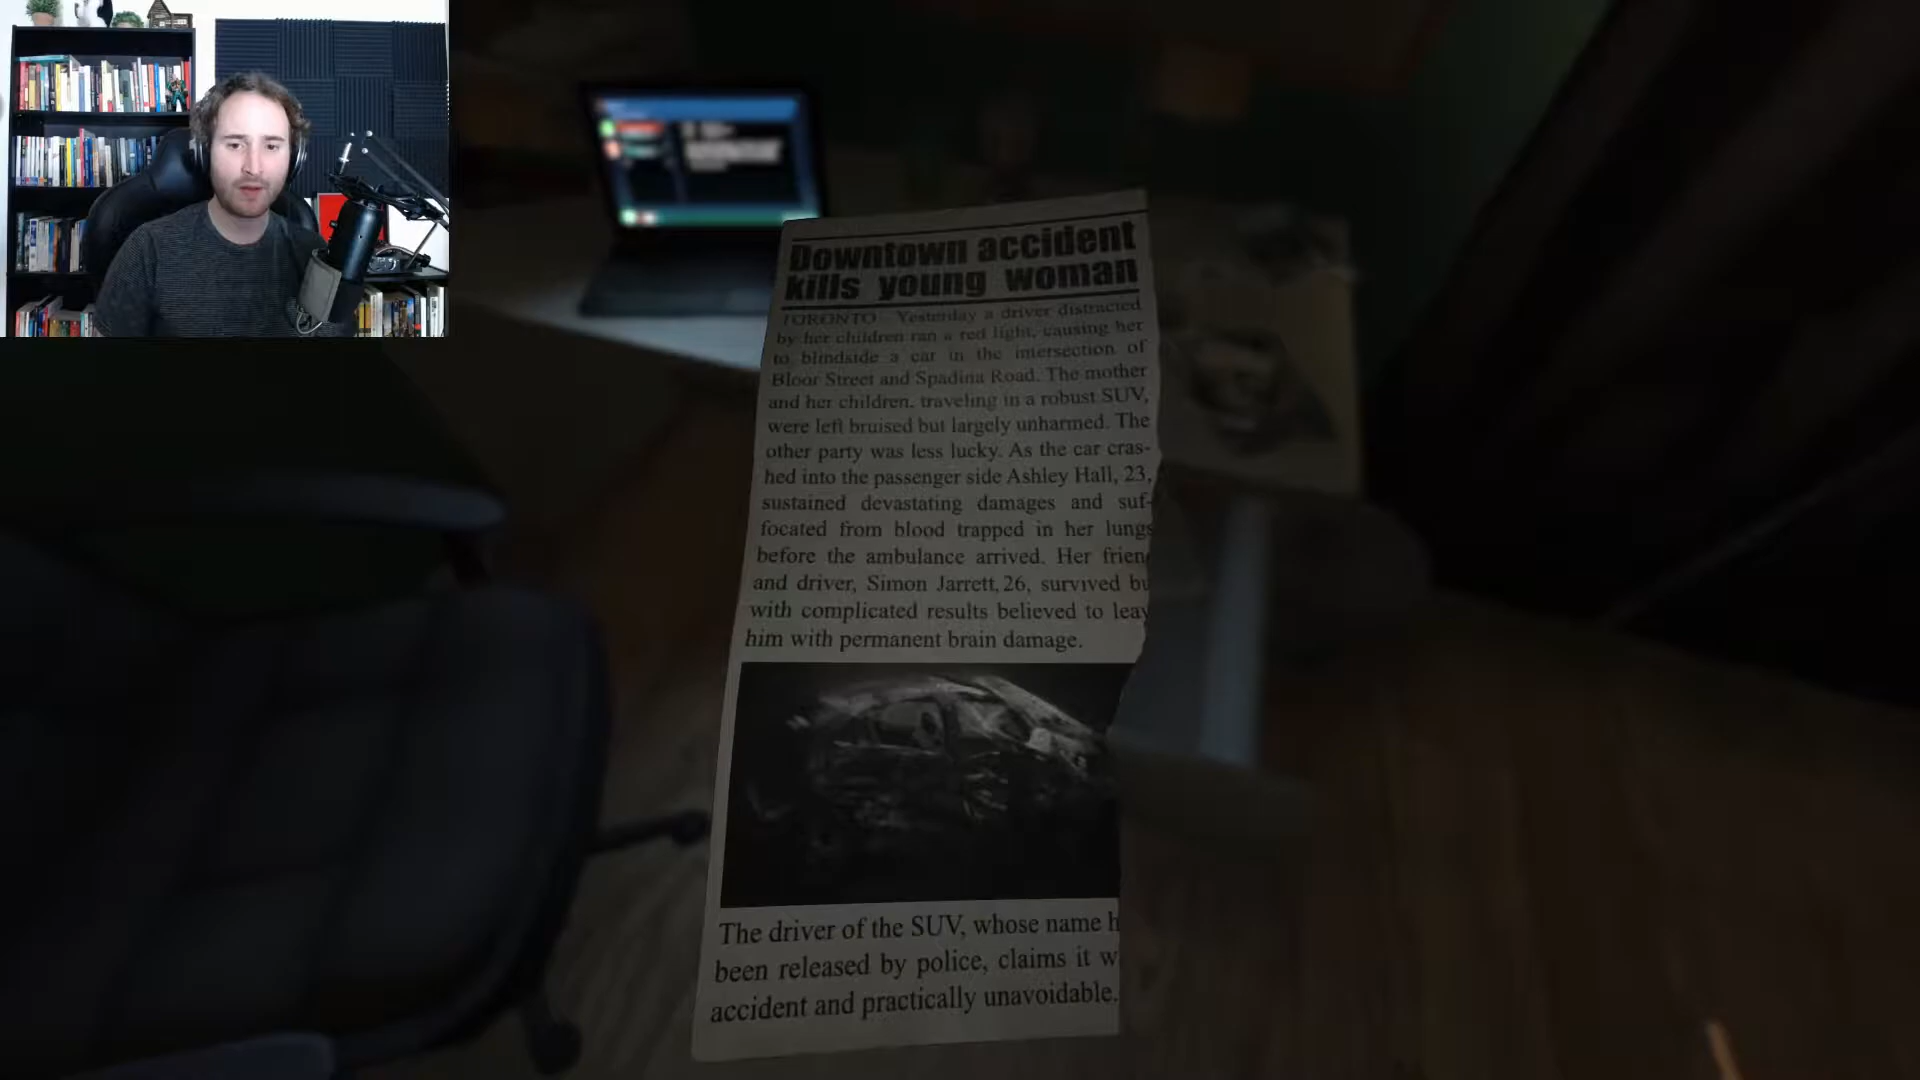 Downtown accident
kills young woman
TORONTO - Yesterday a driver distracted
by her children ran a red light, causing her
to blindside a car in the intersection of
Bloor Street and Spadina Road. The mother
and her children, traveling in a robust SUV,
were left bruised but largely unharmed. The
other party was less lucky. As the car cras-
hed into the passenger side Ashley Hall, 23,
sustained devastating damages and suf-
focated from blood trapped in her lungs
before the ambulance arrived. Her frien
and driver, Simon Jarrett, 26, survived bu
with complicated results believed to leav
him with permanent brain damage.
The driver of the SUV, whose name h
been released by police, claims it w
accident and practically unavoidable.